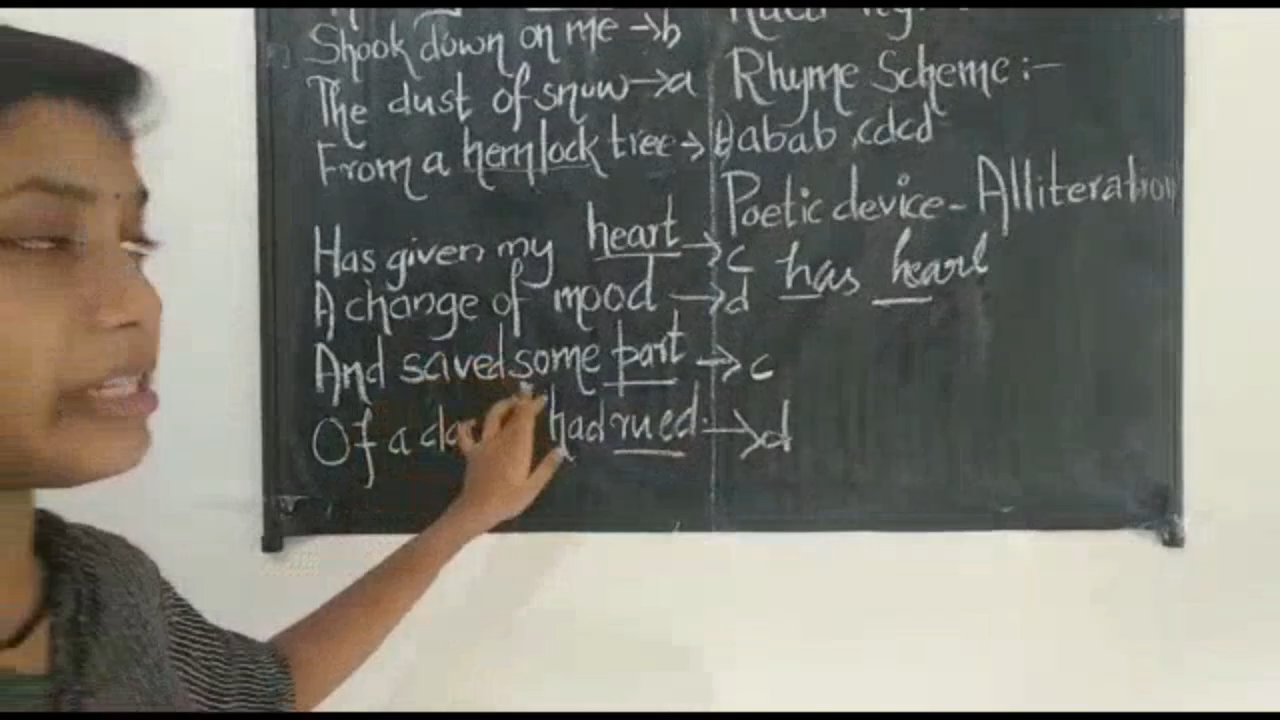 Shook down on me →b
The dust of snow →a
From a hemlock tree →b
Has given my heart →c
A change of mood →d
And saved some part →c
Of a had rued. →d
Rhyme Scheme :-
abab, cdcd
Poetic device - Alliteration
has heart